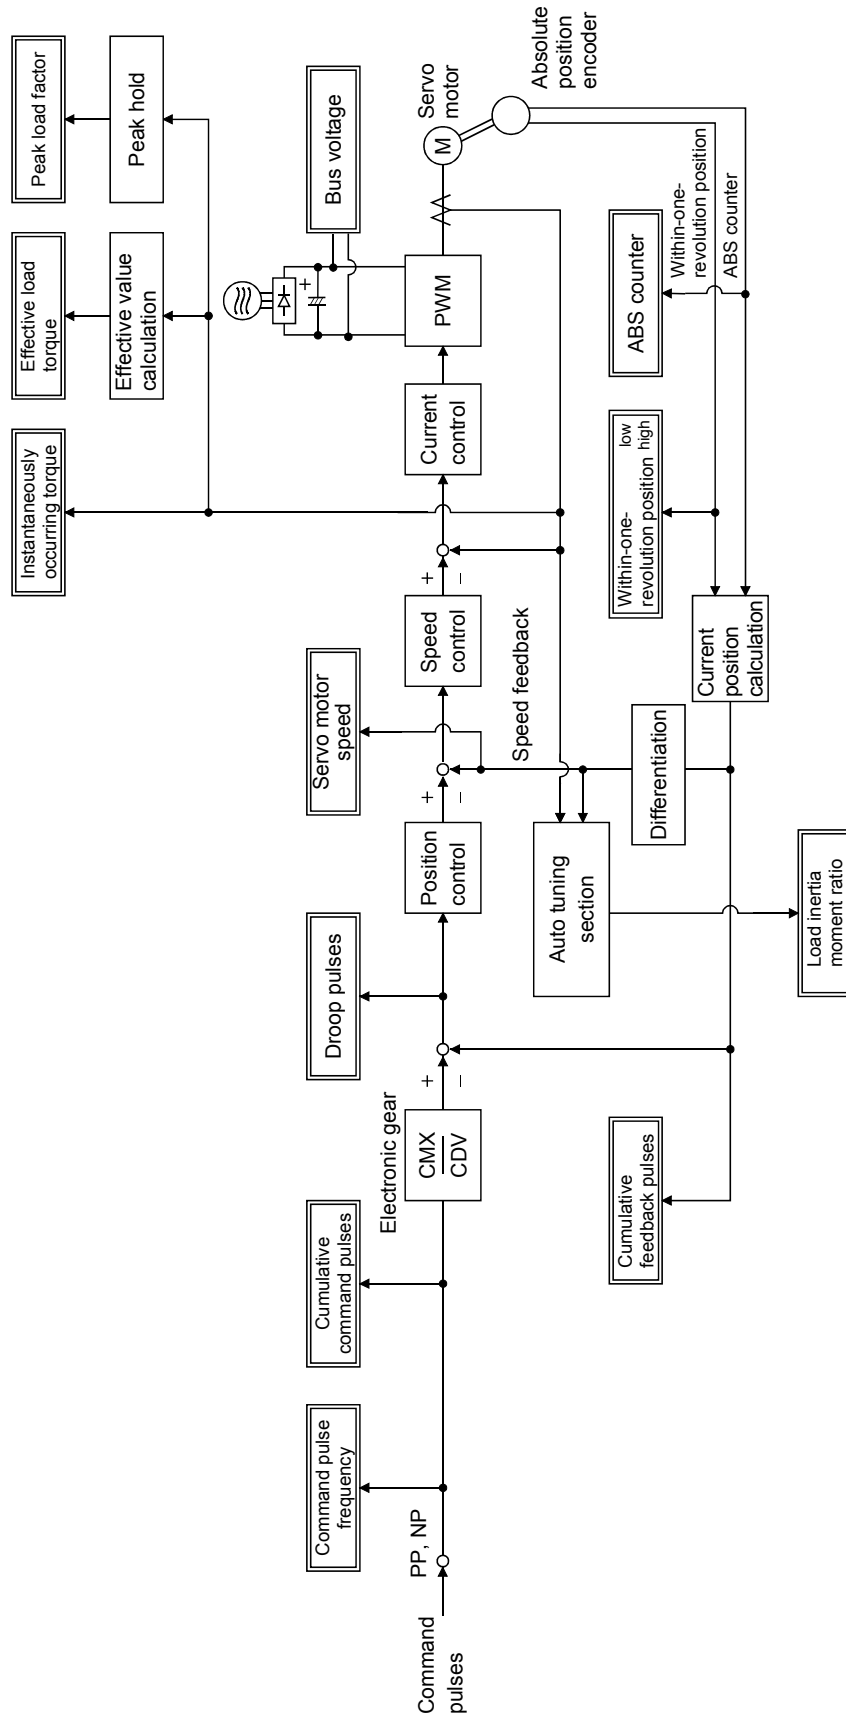 Peak load factor
Peak hold
Effective load
torque
Effective value
calculation
Instantaneously
occurring torque
Command pulse
frequency
Cumulative
command pulses
Droop pulses
Servo motor
speed
Bus voltage
Command
pulses
PP, NP
Electronic gear
CMX
CDV
+
−
Position
control
+
−
Speed
control
+
−
Current
control
PWM
+
Servo
motor
M
Absolute
position
encoder
Speed feedback
Auto tuning
section
Differentiation
Cumulative
feedback pulses
Within-one-
revolution position
low
high
ABS counter
Within-one-
revolution position
ABS counter
Current
position
calculation
Load inertia
moment ratio